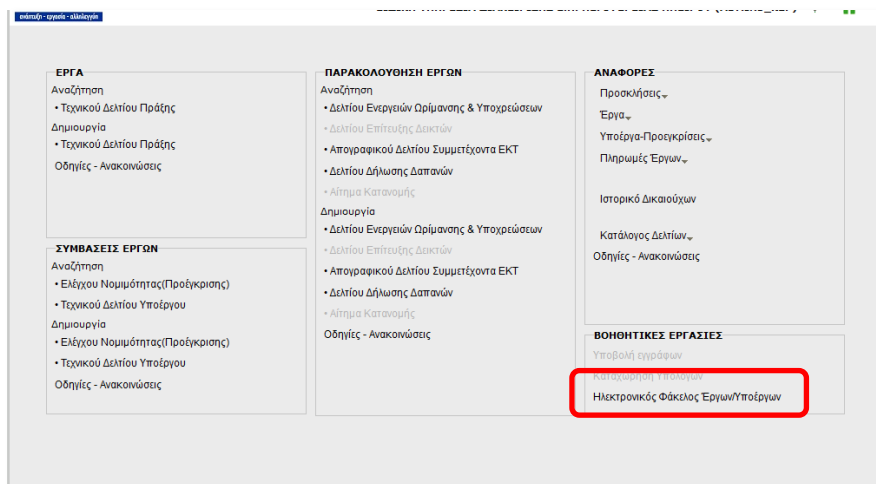 ανάπτυξη - εργασία - αλληλεγγύη
ΕΡΓΑ
Αναζήτηση
• Τεχνικού Δελτίου Πράξης
Δημιουργία
• Τεχνικού Δελτίου Πράξης
Οδηγίες - Ανακοινώσεις
ΣΥΜΒΑΣΕΙΣ ΕΡΓΩΝ
Αναζήτηση
• Ελέγχου Νομιμότητας(Προέγκρισης)
• Τεχνικού Δελτίου Υποέργου
Δημιουργία
• Ελέγχου Νομιμότητας(Προέγκρισης)
• Τεχνικού Δελτίου Υποέργου
Οδηγίες - Ανακοινώσεις
ΠΑΡΑΚΟΛΟΥΘΗΣΗ ΕΡΓΩΝ
Αναζήτηση
• Δελτίου Ενεργειών Ωρίμανσης & Υποχρεώσεων
• Δελτίου Επίτευξης Δεικτών
• Απογραφικού Δελτίου Συμμετέχοντα ΕΚΤ
• Δελτίου Δήλωσης Δαπανών
• Αίτημα Κατανομής
Δημιουργία
• Δελτίου Ενεργειών Ωρίμανσης & Υποχρεώσεων
• Δελτίου Επίτευξης Δεικτών
• Απογραφικού Δελτίου Συμμετέχοντα ΕΚΤ
• Δελτίου Δήλωσης Δαπανών
• Αίτημα Κατανομής
Οδηγίες - Ανακοινώσεις
ΑΝΑΦΟΡΕΣ
Προσκλήσεις
Έργα
Υποέργα-Προεγκρίσεις
Πληρωμές Έργων
Ιστορικό Δικαιούχων
Κατάλογος Δελτίων
Οδηγίες - Ανακοινώσεις
ΒΟΗΘΗΤΙΚΕΣ ΕΡΓΑΣΙΕΣ
Υποβολή εγγράφων
Καταχώρηση Υπολόγων
Ηλεκτρονικός Φάκελος Έργων/Υποέργων